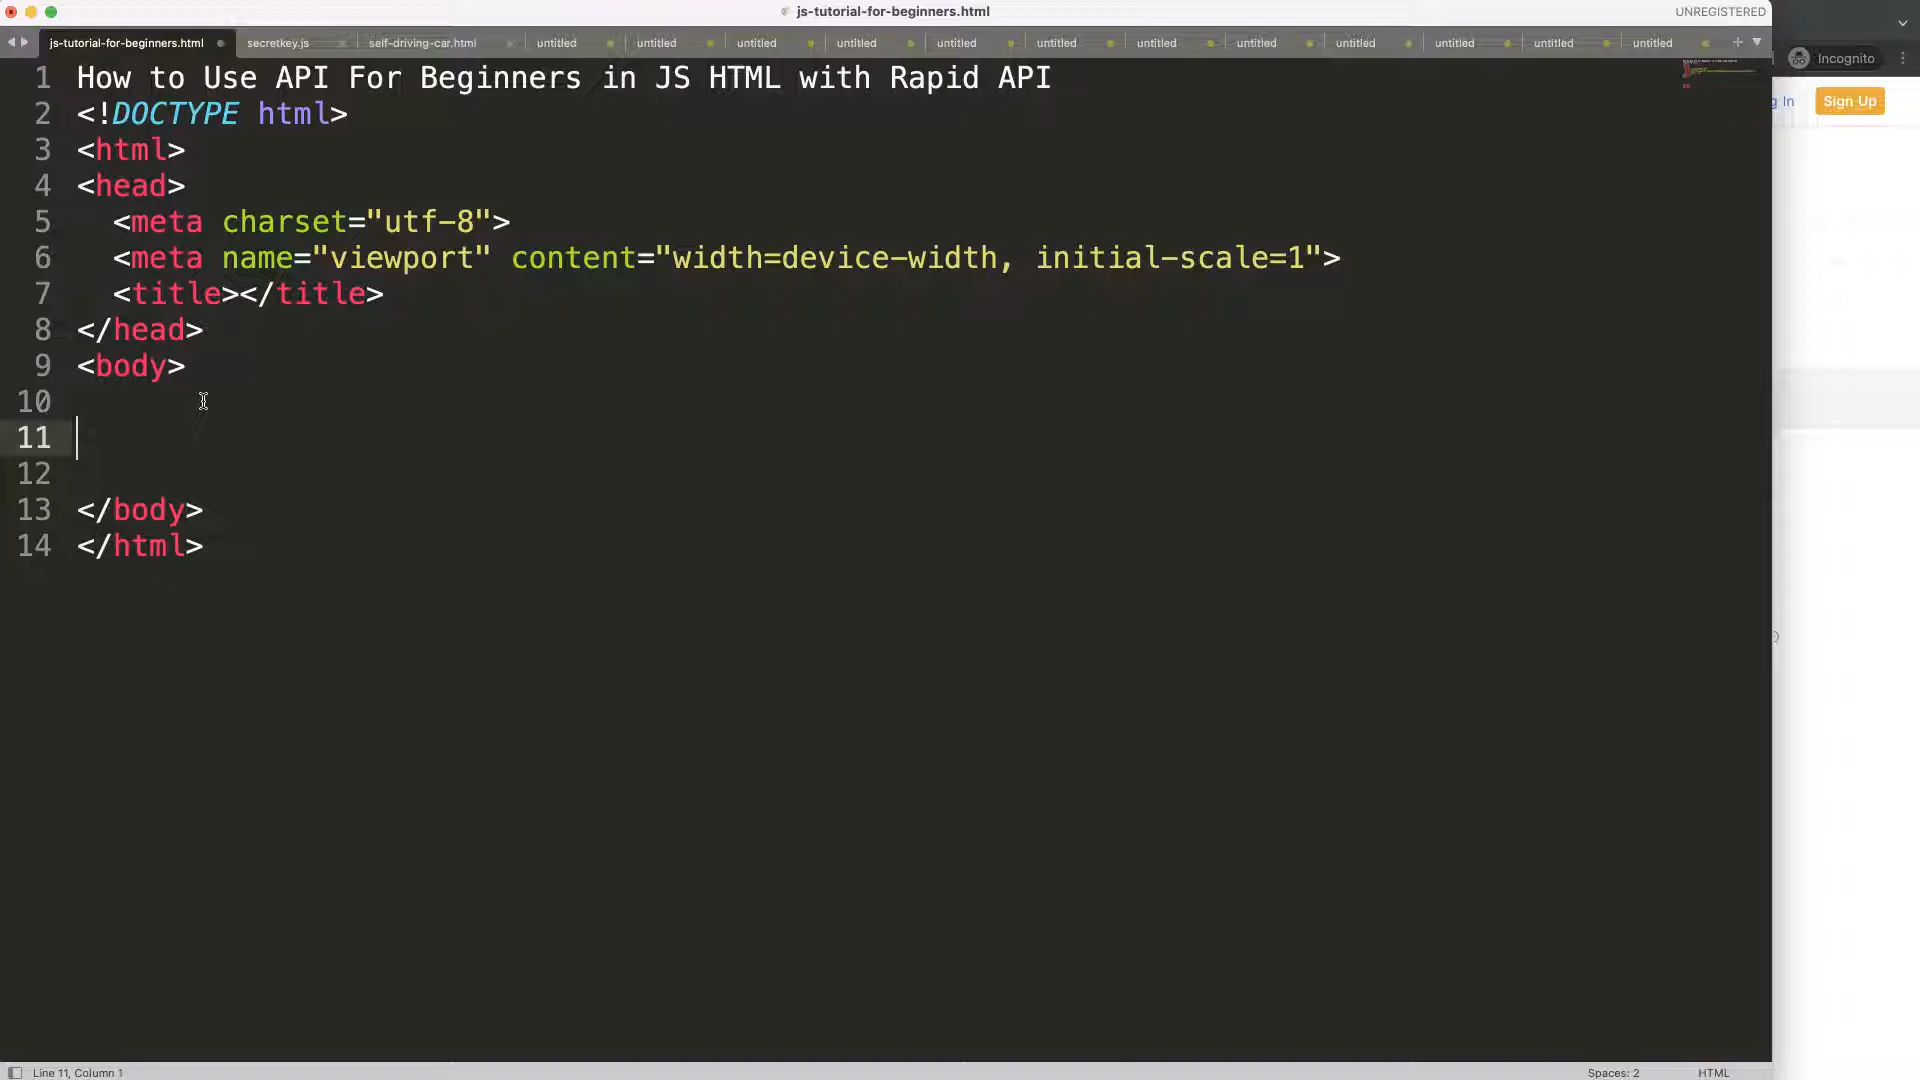 js-tutorial-for-beginners.html
UNREGISTERED
js-tutorial-for-beginners.html secretkey.js self-driving-car.html untitled untitled untitled untitled untitled untitled untitled untitled untitled untitled untitled untitled
Incognito
g In Sign Up
1 How to Use API For Beginners in JS HTML with Rapid API
2 <!DOCTYPE html>
3 <html>
4 <head>
5 <meta charset="utf-8">
6 <meta name="viewport" content="width=device-width, initial-scale=1">
7 <title></title>
8 </head>
9 <body>
10
11
12
13 </body>
14 </html>
Line 11, Column 1
Spaces: 2
HTML